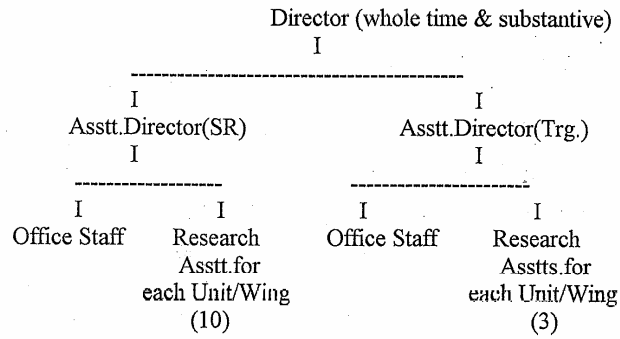 Director (whole time & substantive)
I
------------------------------------------
I I
Asstt.Director(SR) Asstt.Director(Trg.)
I I
------------------- -----------------------
I I I I
Office Staff Research Office Staff Research
Asstt.for Asstts.for
each Unit/Wing each Unit/Wing
(10) (3)